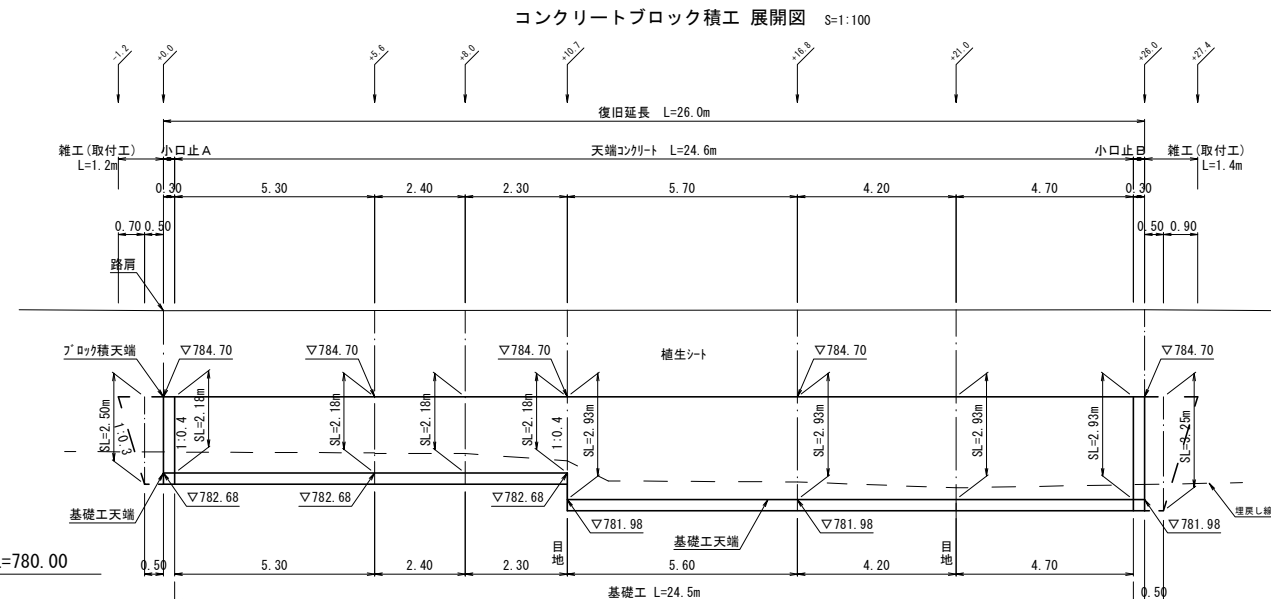 コンクリートブロック積工 展開図 S=1:100
-1.2 +0.0 +5.6 +8.0 +10.7 +16.8 +21.0 +26.0 +27.4
復旧延長 L=26.0m
雑工(取付工) 小口止A 天端コンクリート L=24.6m 小口止B 雑工(取付工)
L=1.2m L=1.4m
0.30 5.30 2.40 2.30 5.70 4.20 4.70 0.30
0.70 0.50 0.50 0.90
路肩
ブロック積天端 ▽784.70 ▽784.70 ▽784.70 植生シート ▽784.70 ▽784.70
SL=2.50m 1:0.3 1:0.4 SL=2.18m SL=2.18m SL=2.18m SL=2.18m 1:0.4 SL=2.93m SL=2.93m SL=2.93m SL=2.93m SL=3.25m
▽782.68 ▽782.68 ▽782.68
基礎工天端 埋戻し線
▽781.98 ▽781.98 ▽781.98
基礎工天端
目地 目地
L=780.00
0.50 5.30 2.40 2.30 5.60 4.20 4.70
基礎工 L=24.5m 0.50